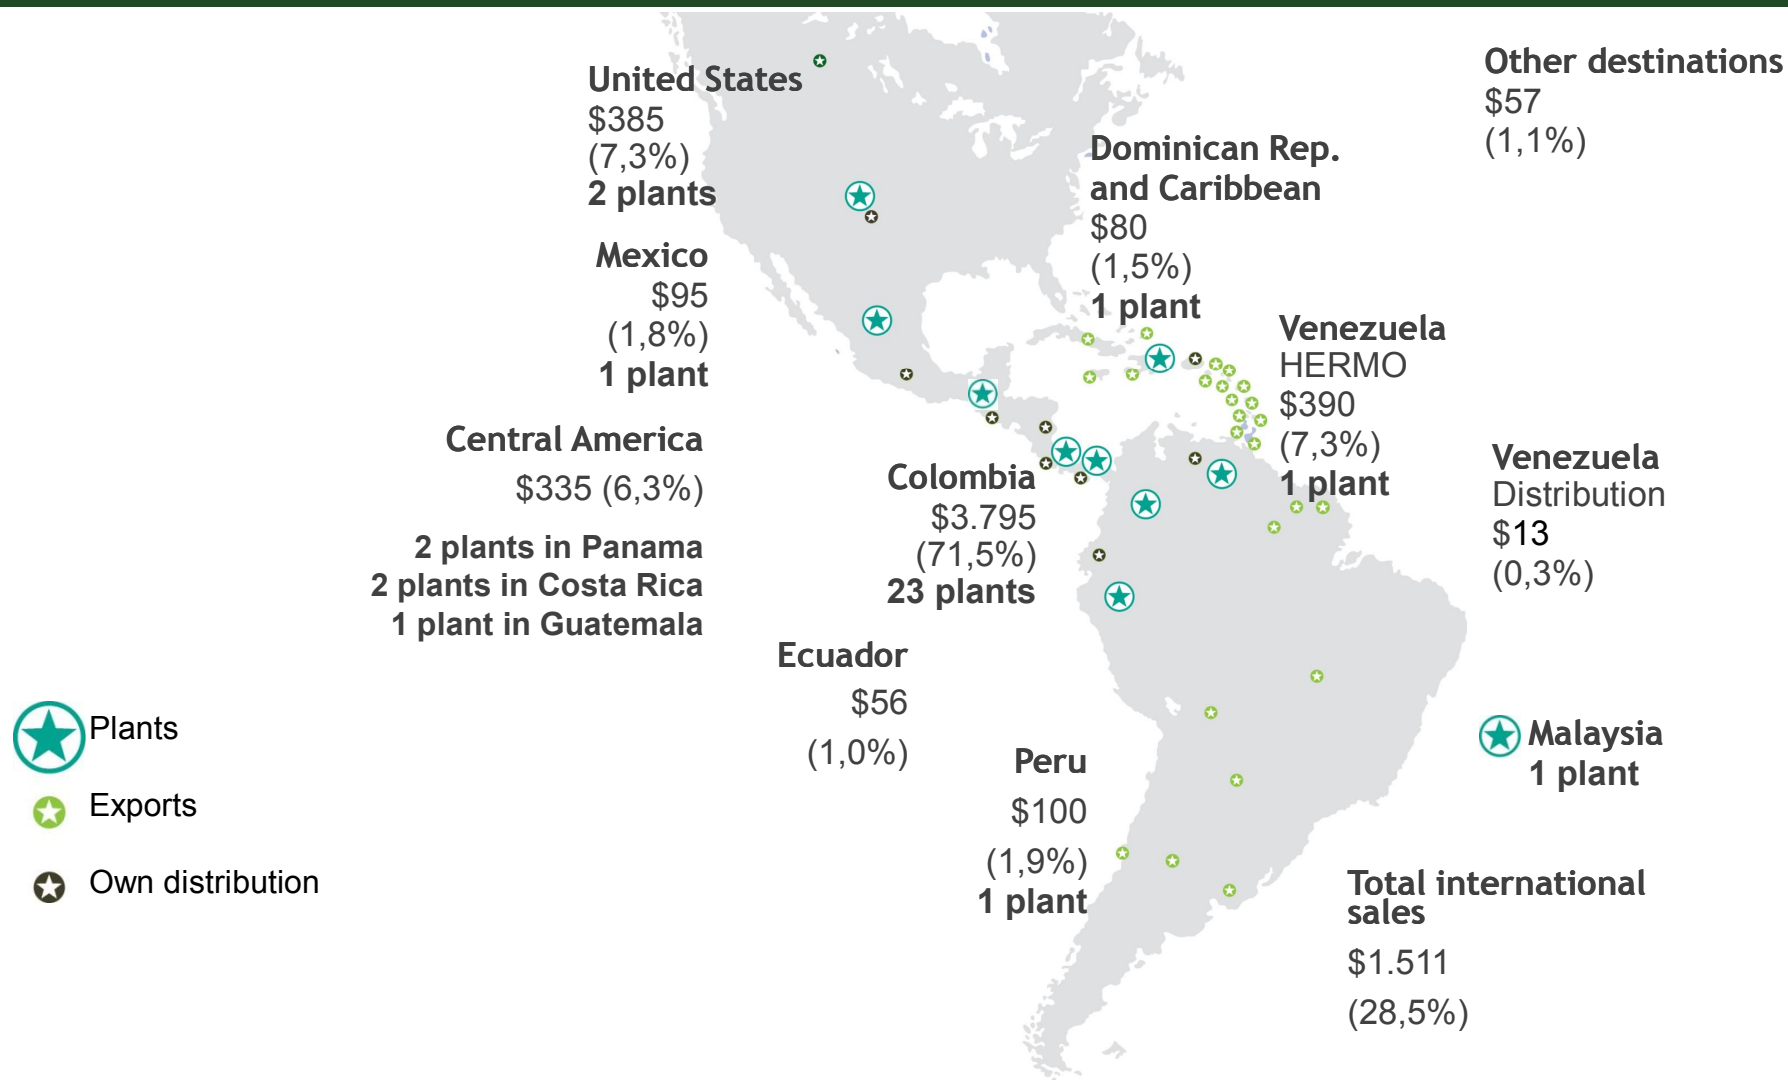 United States
$385
(7,3%)
2 plants
Mexico
$95
(1,8%)
1 plant
Central America
$335 (6,3%)
2 plants in Panama
2 plants in Costa Rica
1 plant in Guatemala
Other destinations
$57
(1,1%)
Dominican Rep.
and Caribbean
$80
(1,5%)
1 plant
Venezuela
HERMO
$390
(7,3%)
1 plant
Venezuela
Distribution
$13
(0,3%)
Colombia
$3.795
(71,5%)
23 plants
Ecuador
$56
(1,0%)
Peru
$100
(1,9%)
1 plant
Malaysia
1 plant
Total international
sales
$1.511
(28,5%)
Plants
Exports
Own distribution